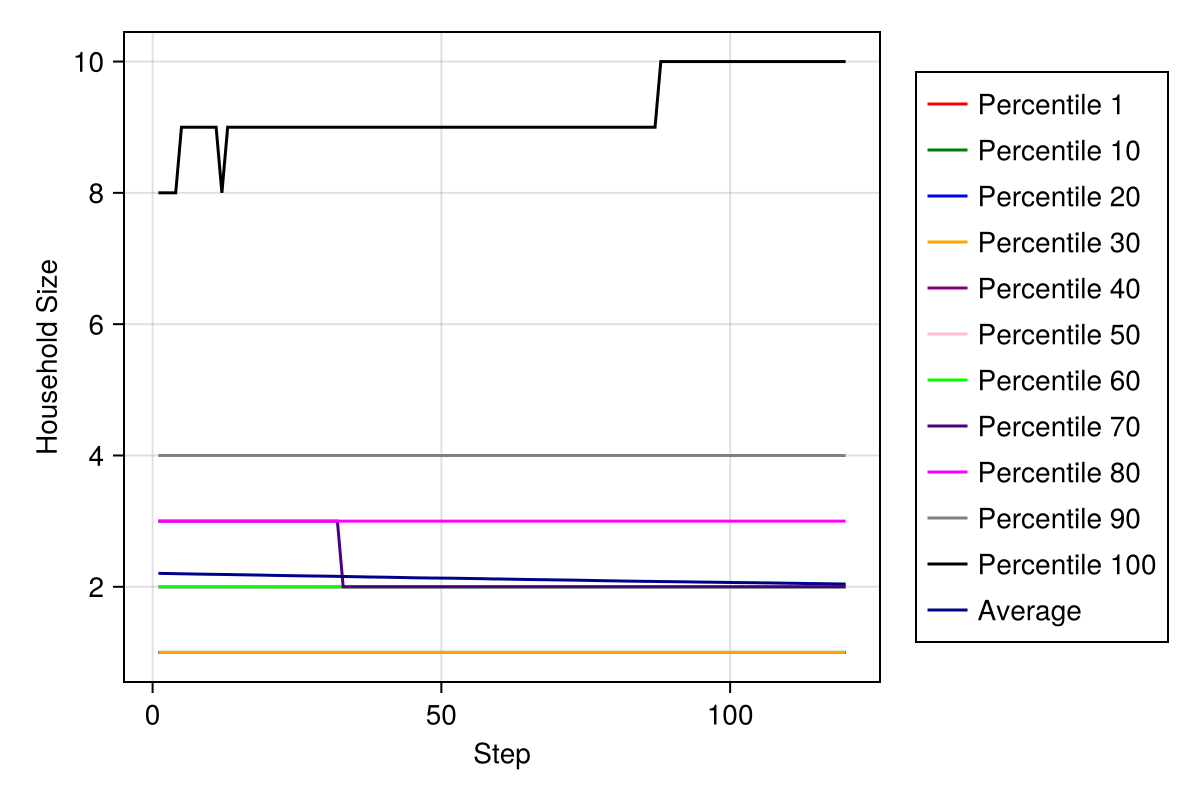 10
8
6
4
2
Household Size
0 50 100
Step
Percentile 1
Percentile 10
Percentile 20
Percentile 30
Percentile 40
Percentile 50
Percentile 60
Percentile 70
Percentile 80
Percentile 90
Percentile 100
Average